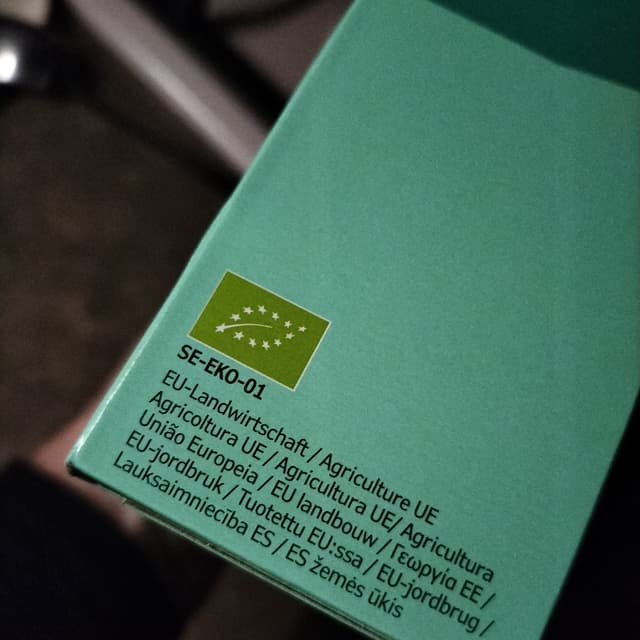 SE-EKO-01
EU-Landwirtschaft / Agriculture UE
Agricoltura UE / Agricultura UE/ Agricultura
União Europeia / EU landbouw / Γεωργία ΕΕ /
EU-jordbruk / Tuotettu EU:ssa / EU-jordbrug /
Lauksaimniecība ES / ES žemės ūkis